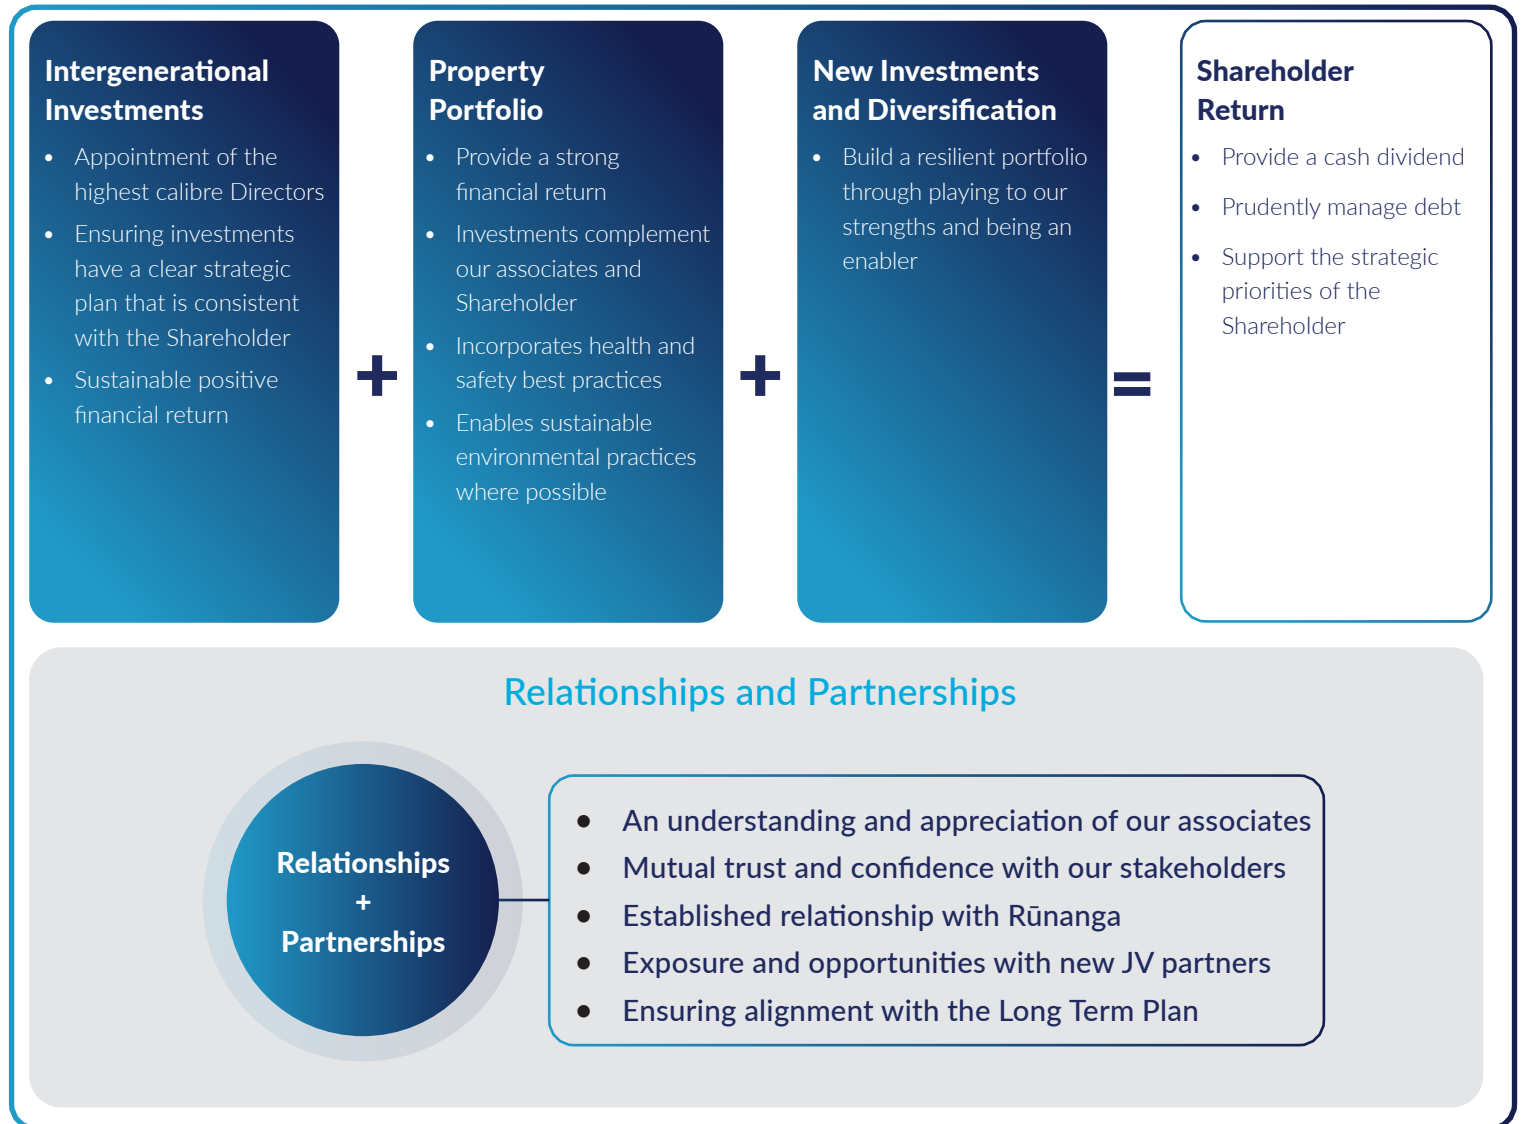 Intergenerational
Investments
• Appointment of the
highest calibre Directors
• Ensuring investments
have a clear strategic
plan that is consistent
with the Shareholder
• Sustainable positive
financial return
+
Property
Portfolio
• Provide a strong
financial return
• Investments complement
our associates and
Shareholder
• Incorporates health and
safety best practices
• Enables sustainable
environmental practices
where possible
+
New Investments
and Diversification
• Build a resilient portfolio
through playing to our
strengths and being an
enabler
=
Shareholder
Return
• Provide a cash dividend
• Prudently manage debt
• Support the strategic
priorities of the
Shareholder
Relationships and Partnerships
Relationships
+
Partnerships
• An understanding and appreciation of our associates
• Mutual trust and confidence with our stakeholders
• Established relationship with Rūnanga
• Exposure and opportunities with new JV partners
• Ensuring alignment with the Long Term Plan